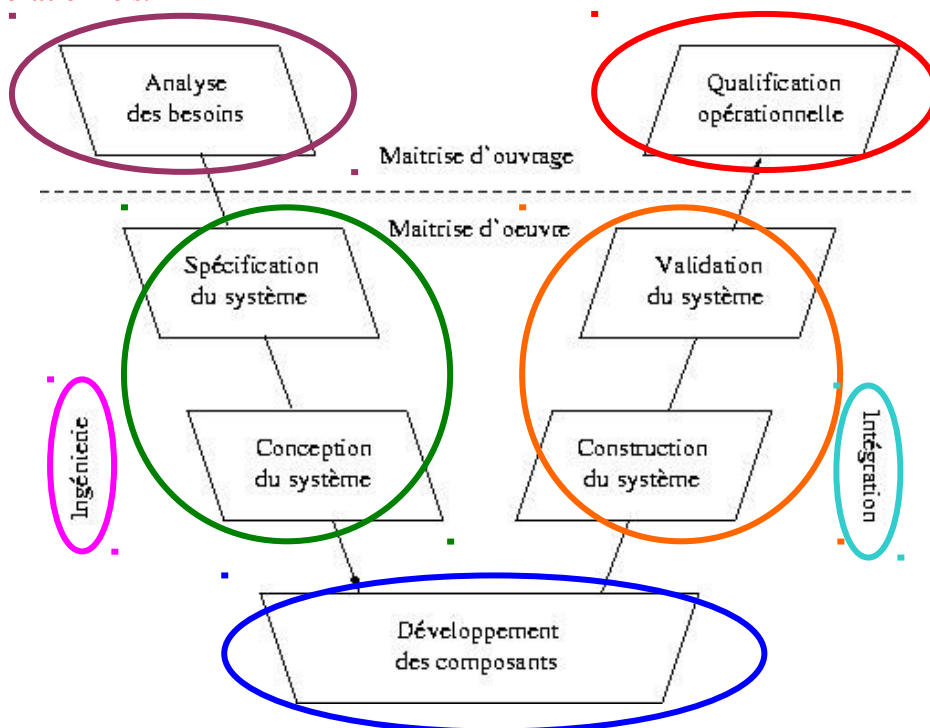 Analyse
des besoins
Qualification
opérationnelle
Maitrise d'ouvrage
Maitrise d'oeuvre
Spécification
du système
Validation
du système
Ingénierie
Conception
du système
Construction
du système
Intégration
Développement
des composants